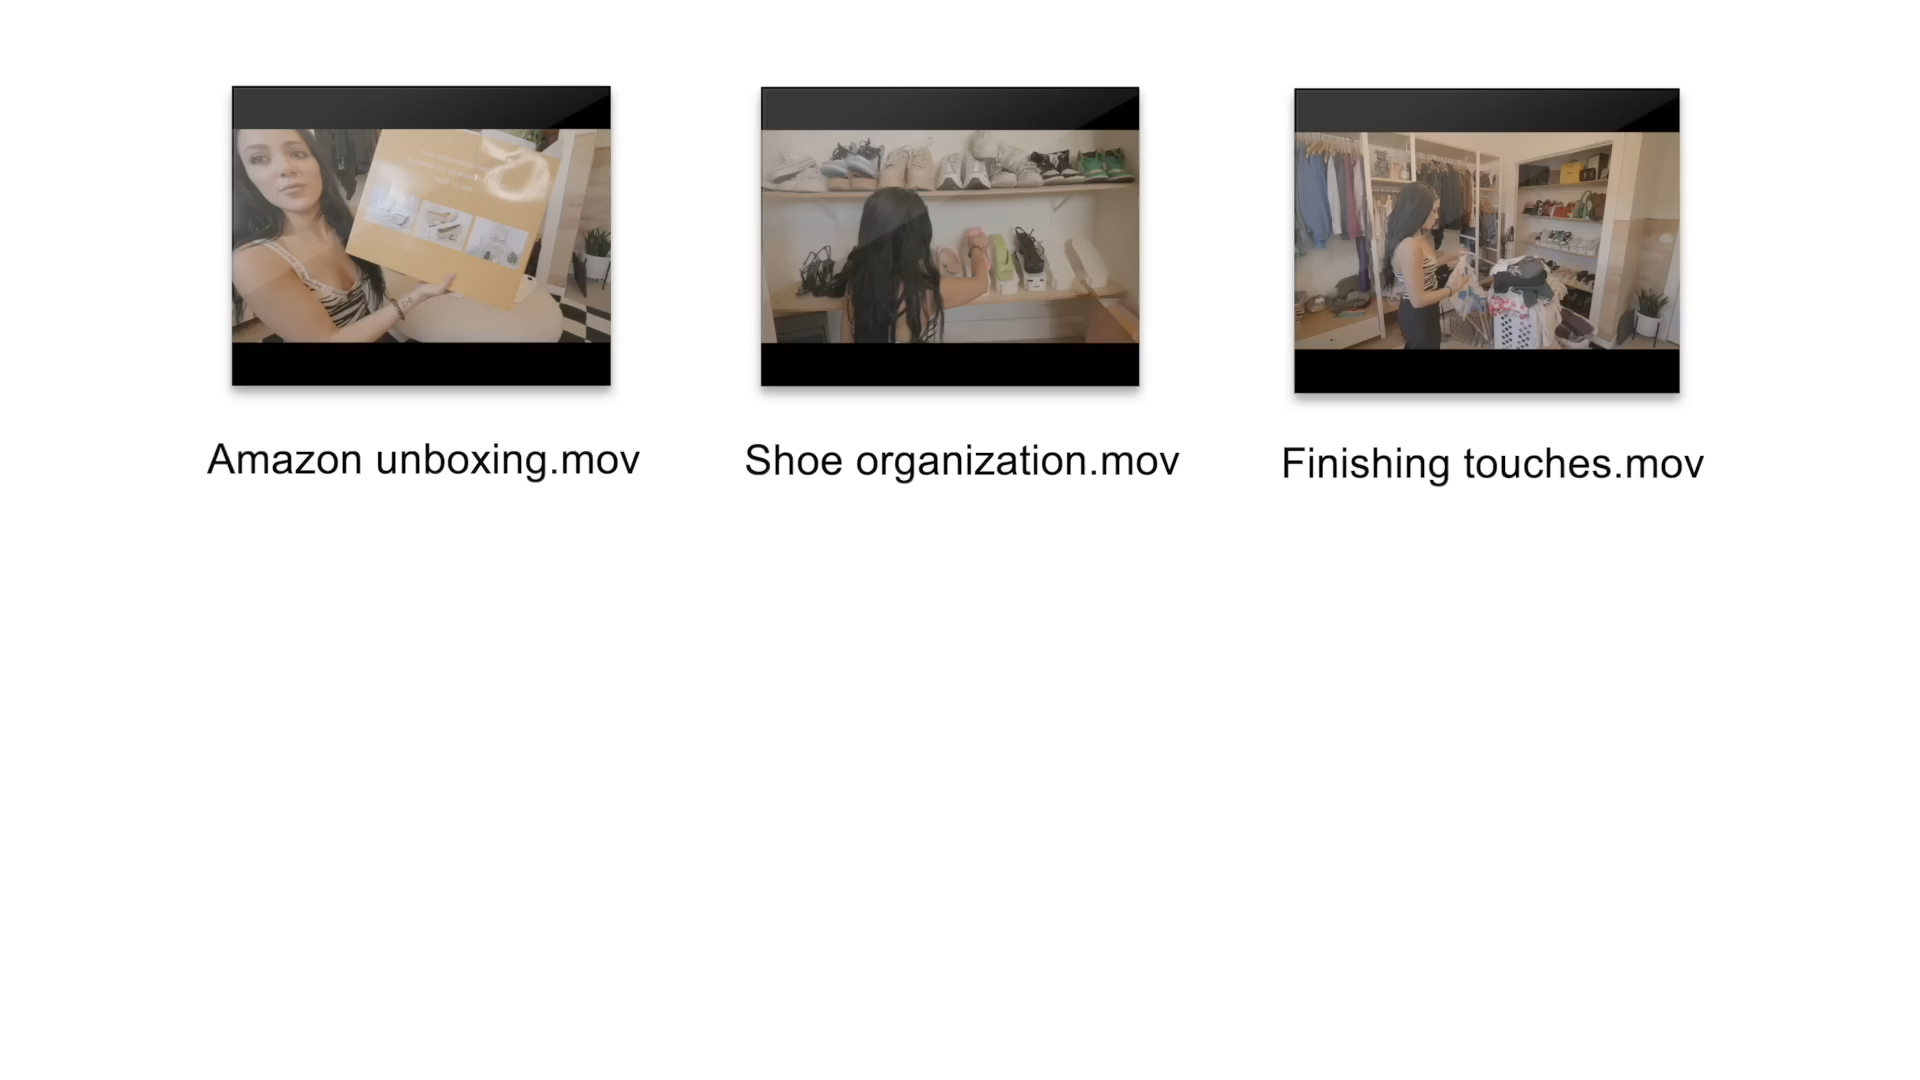 Amazon unboxing.mov
Shoe organization.mov
Finishing touches.mov